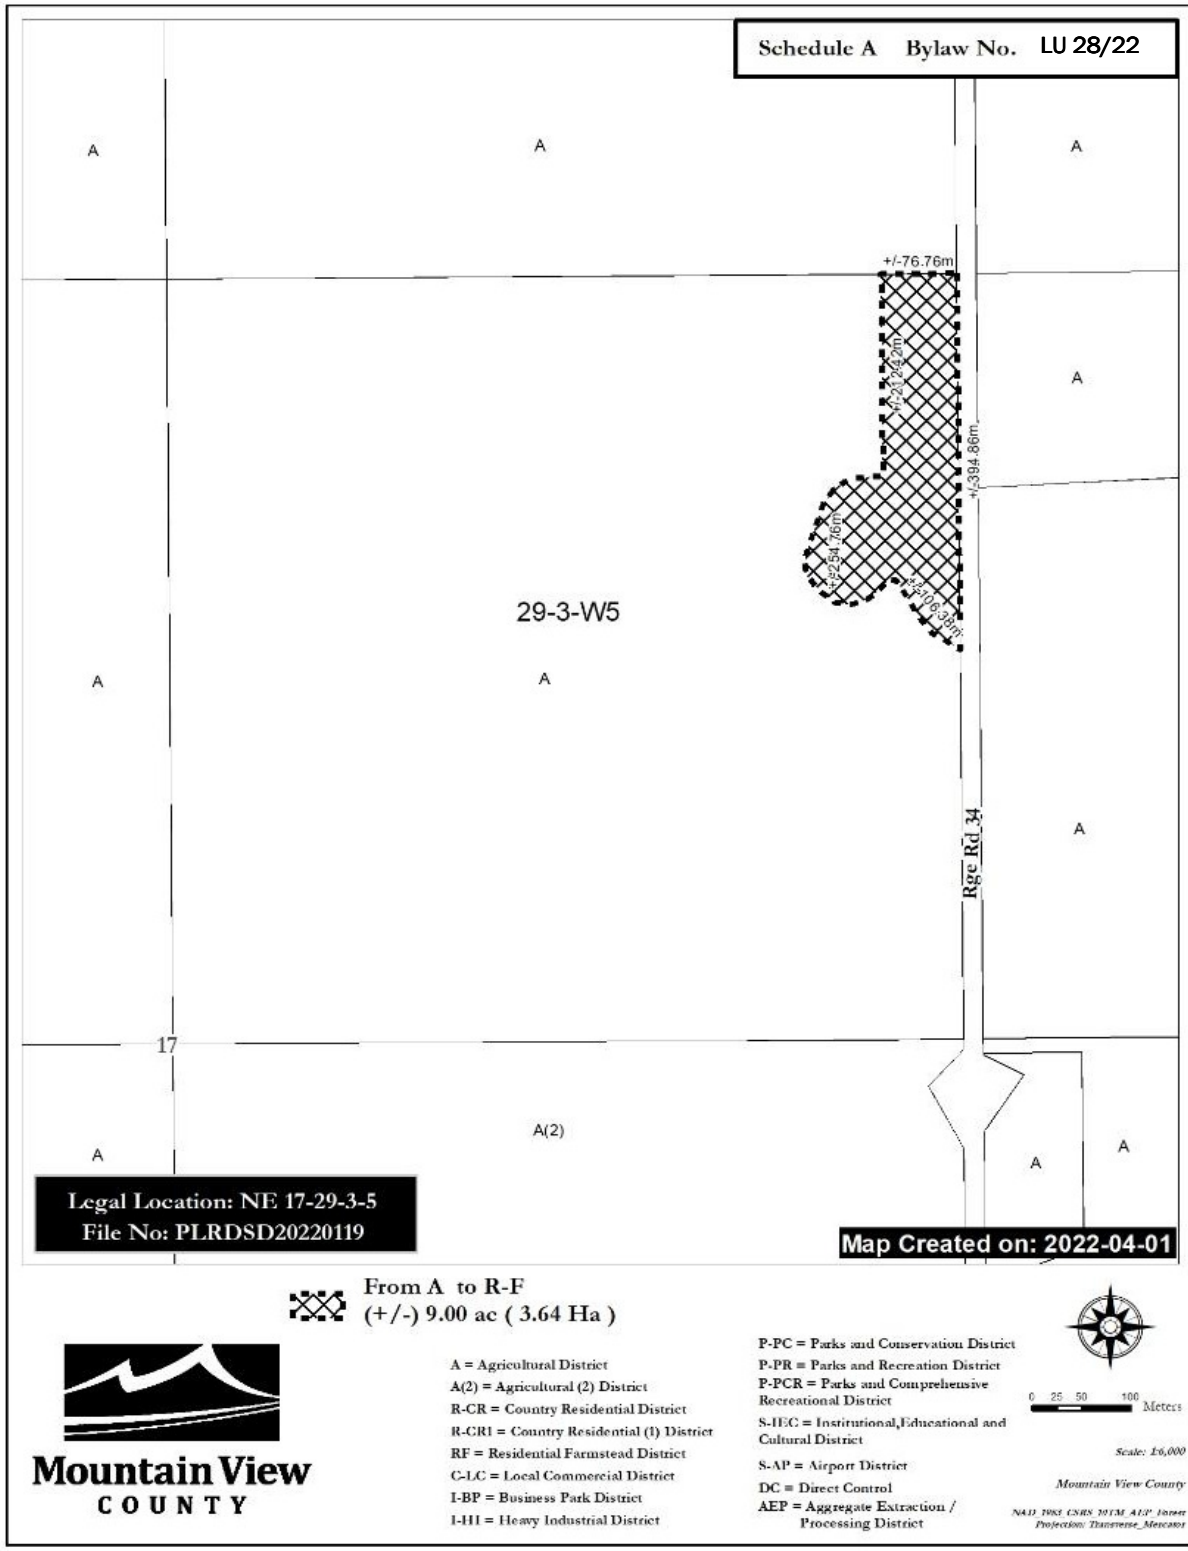 Schedule A Bylaw No. LU 28/22
A
A
A
+/-76.76m
+/-212.42m
A
+/-394.86m
+/-254.76m
+/-106.38m
29-3-W5
A
A
Rge Rd 34
A
17
A(2)
A
A
A
Legal Location: NE 17-29-3-5
File No: PLRDSD20220119
Map Created on: 2022-04-01
From A to R-F
(+/-) 9.00 ac ( 3.64 Ha )
Mountain View
COUNTY
A = Agricultural District
A(2) = Agricultural (2) District
R-CR = Country Residential District
R-CR1 = Country Residential (1) District
RF = Residential Farmstead District
C-LC = Local Commercial District
I-BP = Business Park District
I-HI = Heavy Industrial District
P-PC = Parks and Conservation District
P-PR = Parks and Recreation District
P-PCR = Parks and Comprehensive
Recreational District
S-IEC = Institutional,Educational and
Cultural District
S-AP = Airport District
DC = Direct Control
AEP = Aggregate Extraction /
Processing District
0 25 50 100
Meters
Scale: 1:6,000
Mountain View County
NAD_1983_CSRS_10TM_AEP_Forest
Projection: Transverse_Mercator